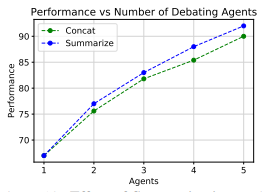 Performance vs Number of Debating Agents
Concat
Summarize
Performance
90
85
80
75
70
1 2 3 4 5
Agents